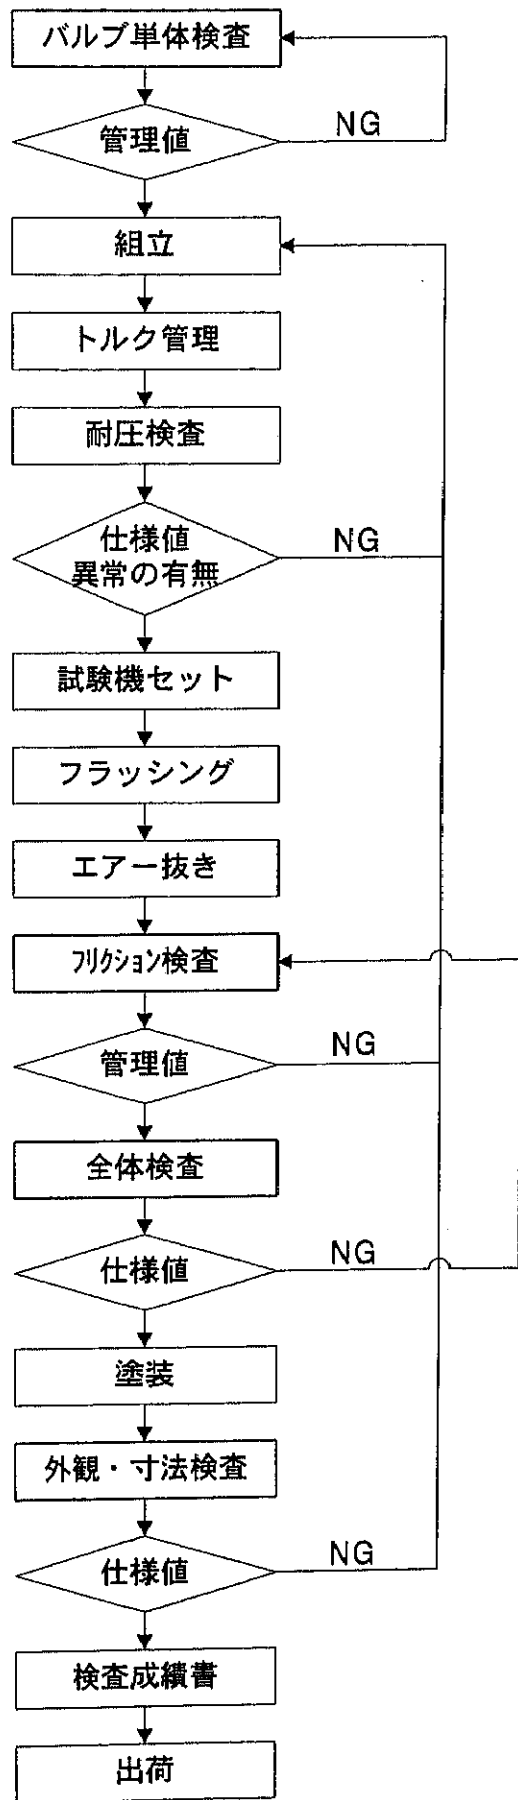 バルブ単体検査
管理値
NG
組立
トルク管理
耐圧検査
仕様値
異常の有無
NG
試験機セット
フラッシング
エアー抜き
ﾌﾘｸｼｮﾝ検査
管理値
NG
全体検査
仕様値
NG
塗装
外観・寸法検査
仕様値
NG
検査成績書
出荷